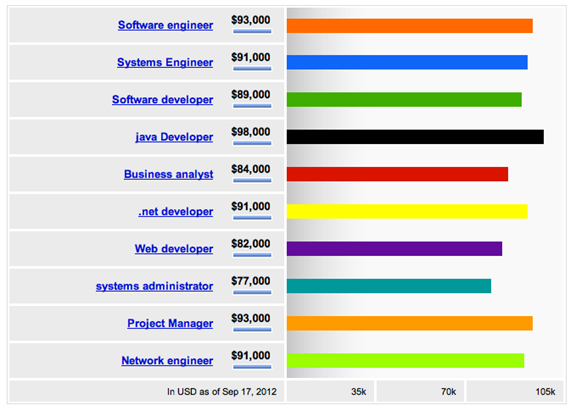 Software engineer $93,000
Systems Engineer $91,000
Software developer $89,000
java Developer $98,000
Business analyst $84,000
.net developer $91,000
Web developer $82,000
systems administrator $77,000
Project Manager $93,000
Network engineer $91,000
In USD as of Sep 17, 2012 35k 70k 105k